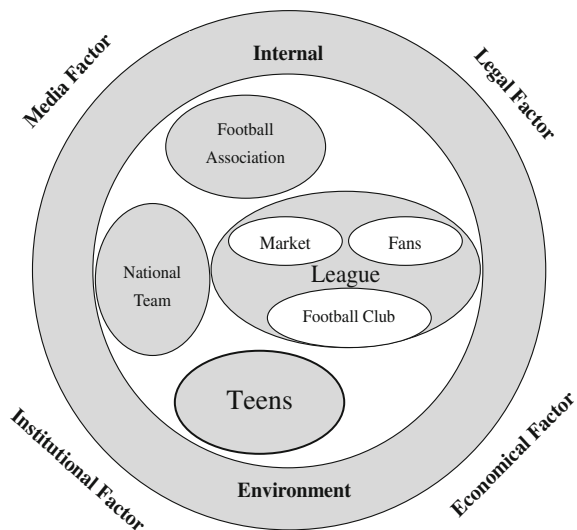 Media Factor
Internal
Legal Factor
Football
Association
Market
Fans
League
National
Team
Football Club
Teens
Institutional Factor
Environment
Economical Factor